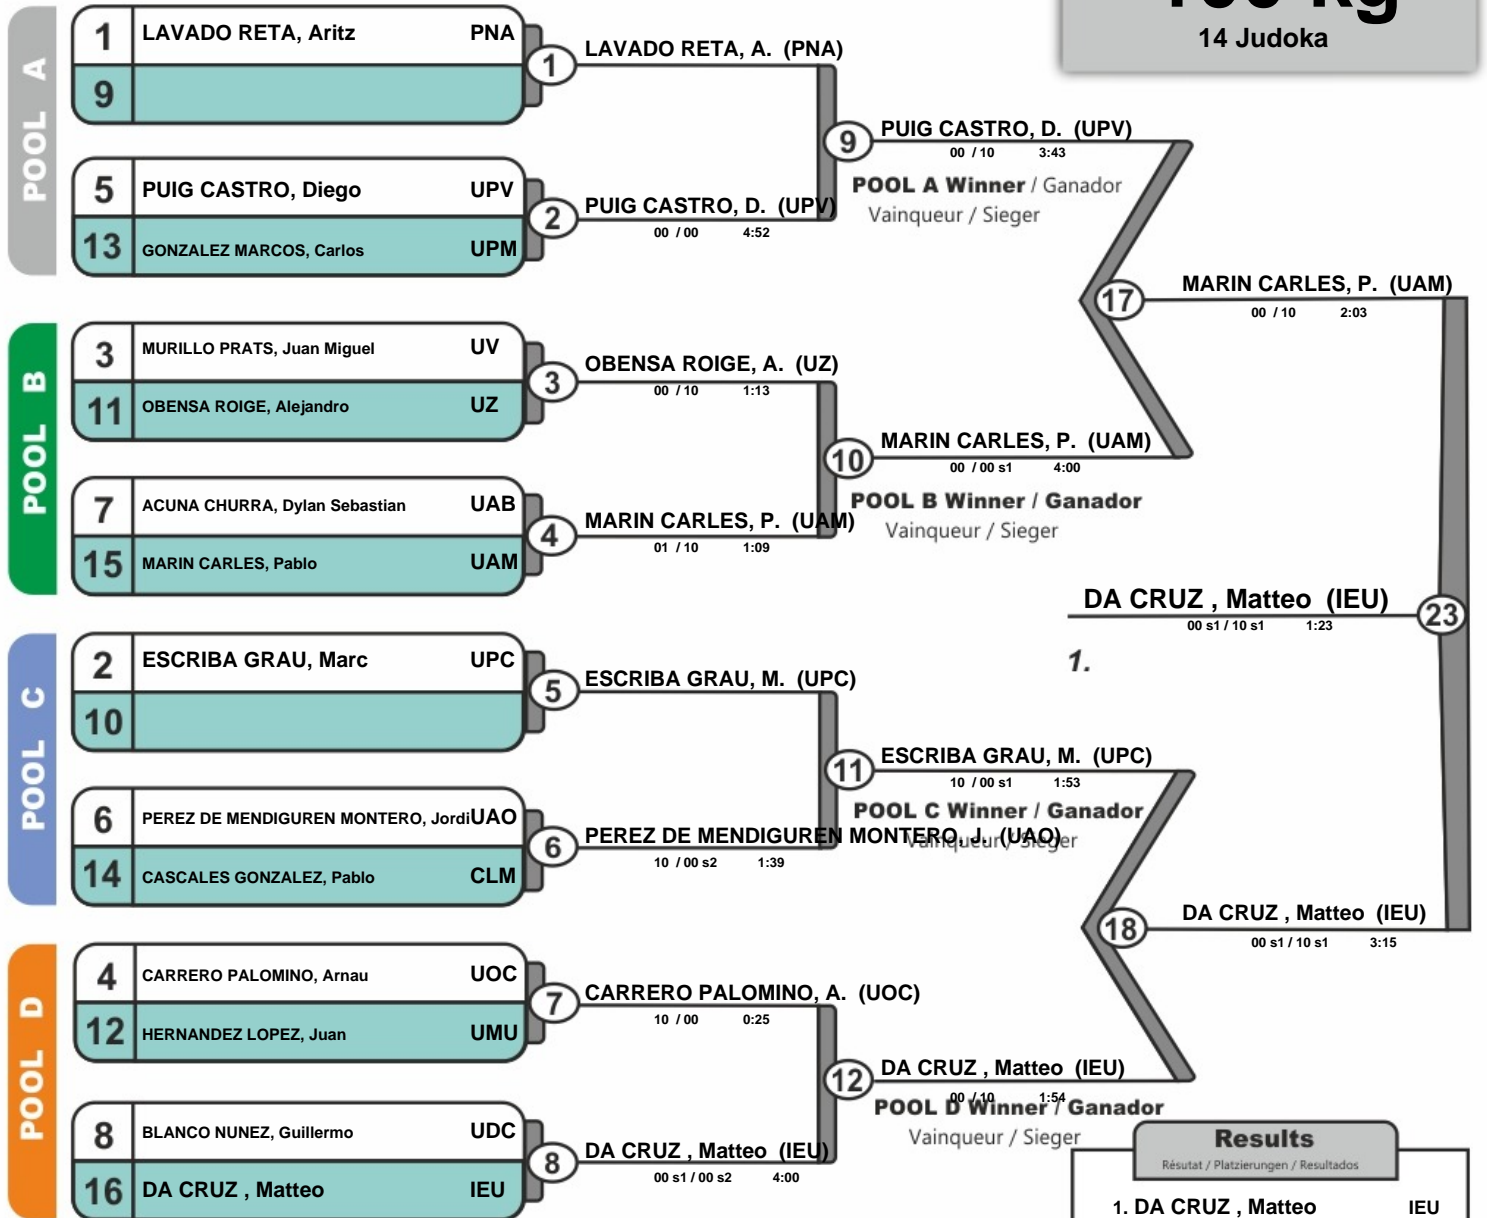 100 kg
14 Judoka
POOL A
1 LAVADO RETA, Aritz PNA
9
5 PUIG CASTRO, Diego UPV
13 GONZALEZ MARCOS, Carlos UPM
POOL B
3 MURILLO PRATS, Juan Miguel UV
11 OBENSA ROIGE, Alejandro UZ
7 ACUNA CHURRA, Dylan Sebastian UAB
15 MARIN CARLES, Pablo UAM
POOL C
2 ESCRIBA GRAU, Marc UPC
10
6 PEREZ DE MENDIGUREN MONTERO, Jordi UAO
14 CASCALES GONZALEZ, Pablo CLM
POOL D
4 CARRERO PALOMINO, Arnau UOC
12 HERNANDEZ LOPEZ, Juan UMU
8 BLANCO NUNEZ, Guillermo UDC
16 DA CRUZ , Matteo IEU
1 LAVADO RETA, A. (PNA)
2 PUIG CASTRO, D. (UPV)
00 / 00 4:52
3 OBENSA ROIGE, A. (UZ)
00 / 10 1:13
4 MARIN CARLES, P. (UAM)
01 / 10 1:09
5 ESCRIBA GRAU, M. (UPC)
6 PEREZ DE MENDIGUREN MONTERO, J. (UAO)
10 / 00 s2 1:39
7 CARRERO PALOMINO, A. (UOC)
10 / 00 0:25
8 DA CRUZ , Matteo (IEU)
00 s1 / 00 s2 4:00
9 PUIG CASTRO, D. (UPV)
00 / 10 3:43
POOL A Winner / Ganador
Vainqueur / Sieger
10 MARIN CARLES, P. (UAM)
00 / 00 s1 4:00
POOL B Winner / Ganador
Vainqueur / Sieger
11 ESCRIBA GRAU, M. (UPC)
10 / 00 s1 1:53
POOL C Winner / Ganador
Vainqueur / Sieger
12 DA CRUZ , Matteo (IEU)
00 / 10 1:54
POOL D Winner / Ganador
Vainqueur / Sieger
17 MARIN CARLES, P. (UAM)
00 / 10 2:03
18 DA CRUZ , Matteo (IEU)
00 s1 / 10 s1 3:15
DA CRUZ , Matteo (IEU) 23
00 s1 / 10 s1 1:23
1.
Results
Résutat / Platzierungen / Resultados
1. DA CRUZ , Matteo IEU